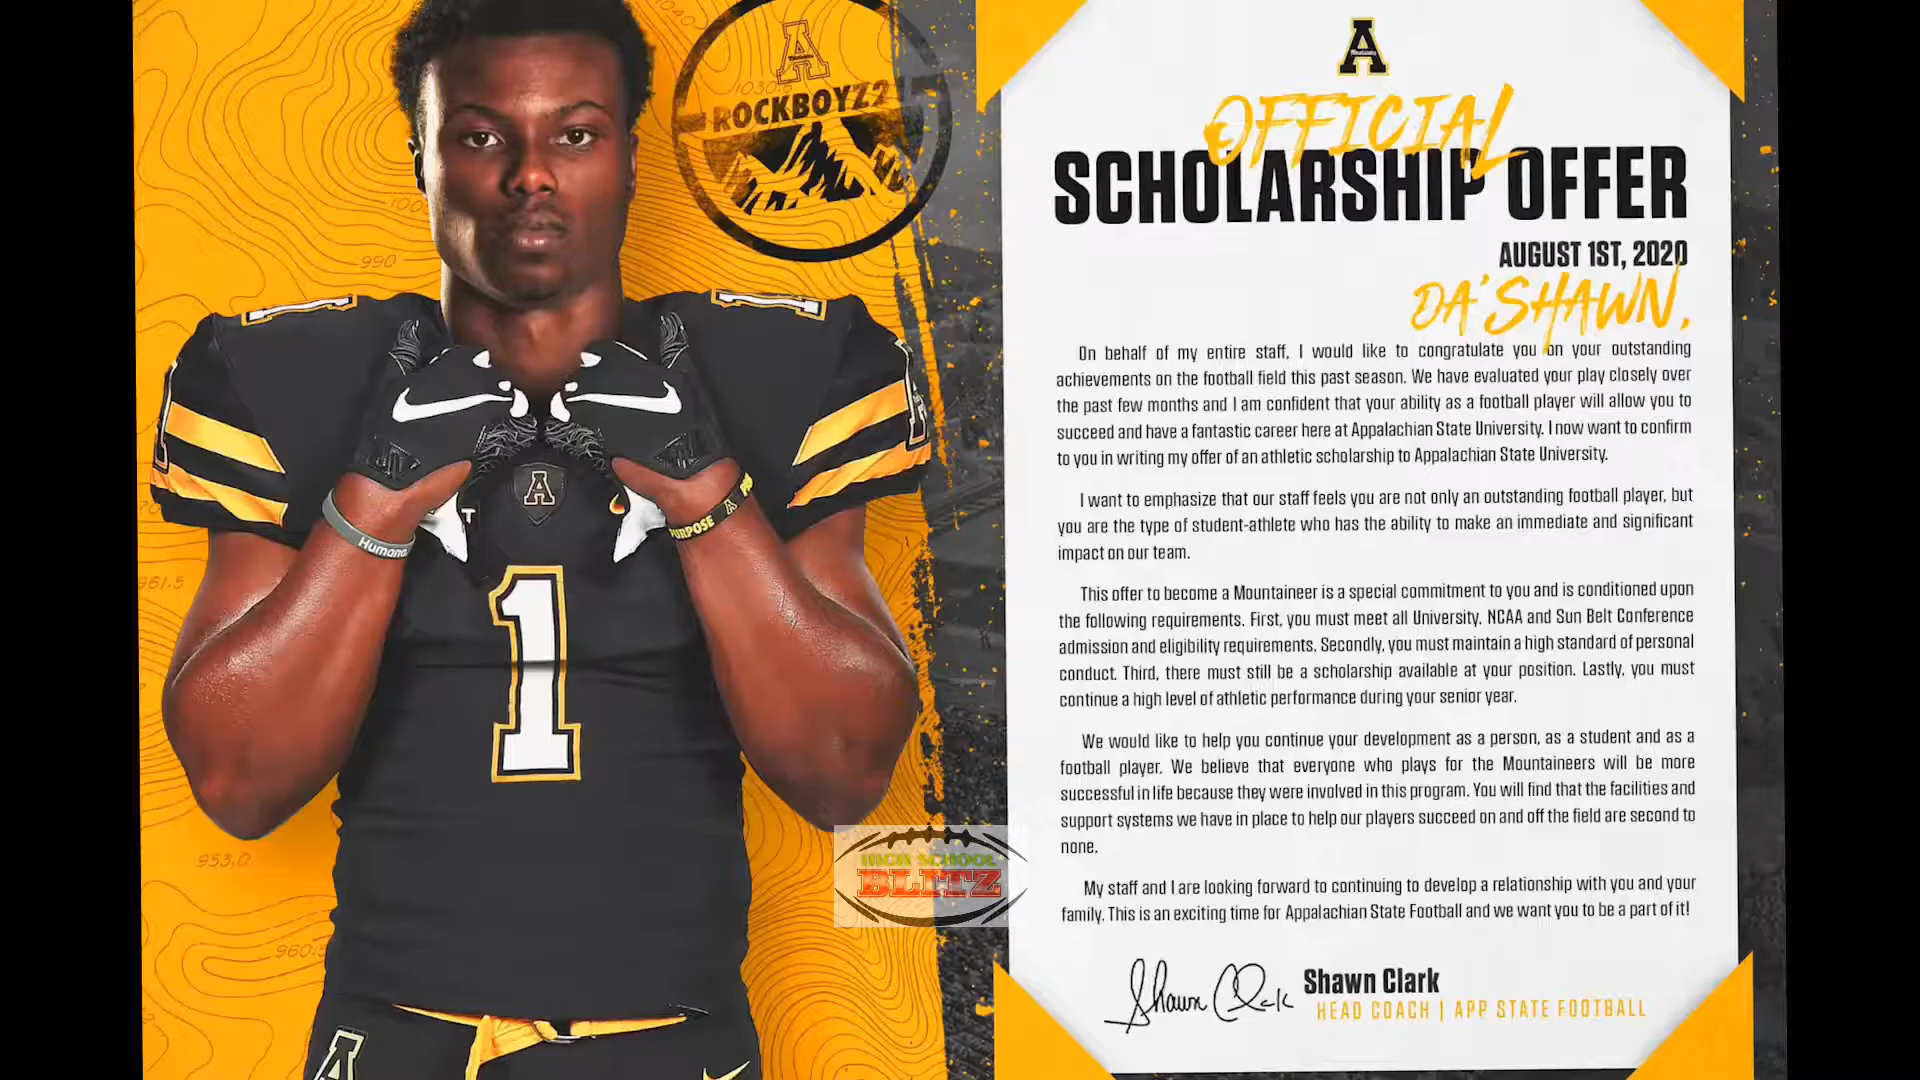 A
ROCKBOYZ2
1040
1030.
100
990
961.5
953.0
960.5
Humana
PURPOSE
A
1
A
HIGH SCHOOL
BLITZ
A
OFFICIAL
SCHOLARSHIP OFFER
AUGUST 1ST, 2020
DA'SHAWN,
On behalf of my entire staff, I would like to congratulate you on your outstanding
achievements on the football field this past season. We have evaluated your play closely over
the past few months and I am confident that your ability as a football player will allow you to
succeed and have a fantastic career here at Appalachian State University. I now want to confirm
to you in writing my offer of an athletic scholarship to Appalachian State University.
I want to emphasize that our staff feels you are not only an outstanding football player, but
you are the type of student-athlete who has the ability to make an immediate and significant
impact on our team.
This offer to become a Mountaineer is a special commitment to you and is conditioned upon
the following requirements. First, you must meet all University, NCAA and Sun Belt Conference
admission and eligibility requirements. Secondly, you must maintain a high standard of personal
conduct. Third, there must still be a scholarship available at your position. Lastly, you must
continue a high level of athletic performance during your senior year.
We would like to help you continue your development as a person, as a student and as a
football player. We believe that everyone who plays for the Mountaineers will be more
successful in life because they were involved in this program. You will find that the facilities and
support systems we have in place to help our players succeed on and off the field are second to
none.
My staff and I are looking forward to continuing to develop a relationship with you and your
family. This is an exciting time for Appalachian State Football and we want you to be a part of it!
Shawn Clark
Shawn Clark
HEAD COACH | APP STATE FOOTBALL